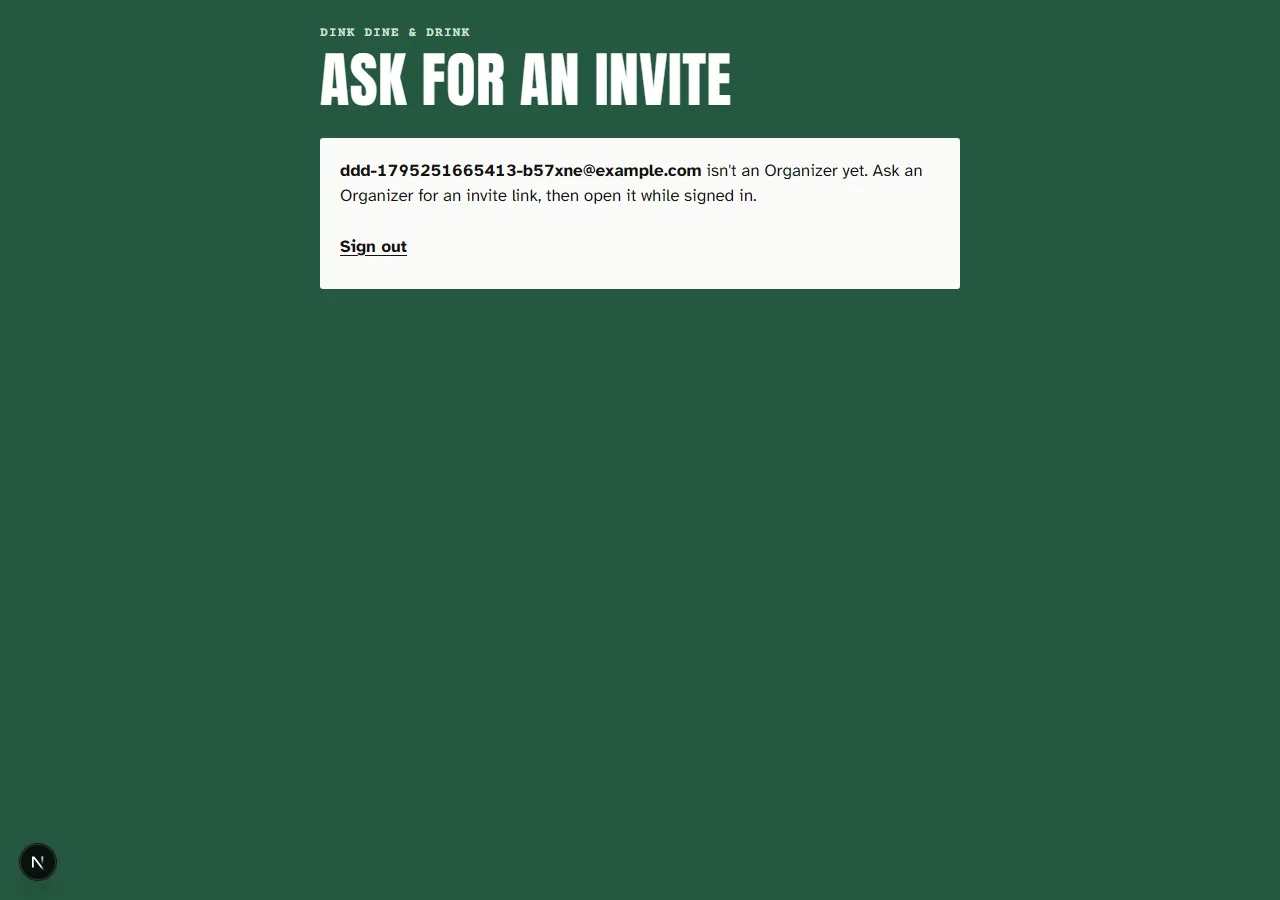 DINK DINE & DRINK
ASK FOR AN INVITE
ddd-1795251665413-b57xne@example.com isn't an Organizer yet. Ask an
Organizer for an invite link, then open it while signed in.
Sign out
N